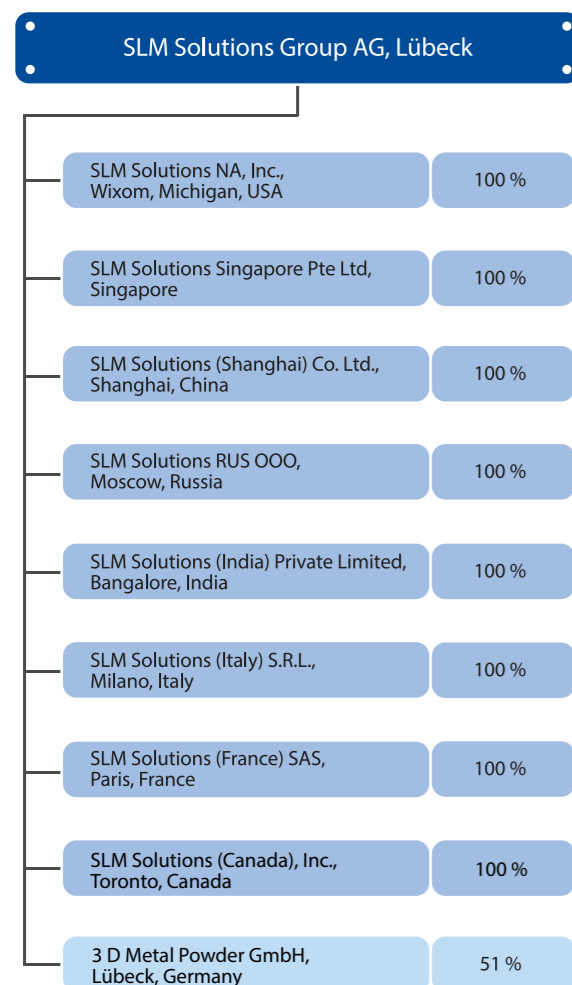 SLM Solutions Group AG, Lübeck
SLM Solutions NA, Inc.,
Wixom, Michigan, USA
100 %
SLM Solutions Singapore Pte Ltd,
Singapore
100 %
SLM Solutions (Shanghai) Co. Ltd.,
Shanghai, China
100 %
SLM Solutions RUS OOO,
Moscow, Russia
100 %
SLM Solutions (India) Private Limited,
Bangalore, India
100 %
SLM Solutions (Italy) S.R.L.,
Milano, Italy
100 %
SLM Solutions (France) SAS,
Paris, France
100 %
SLM Solutions (Canada), Inc.,
Toronto, Canada
100 %
3 D Metal Powder GmbH,
Lübeck, Germany
51 %